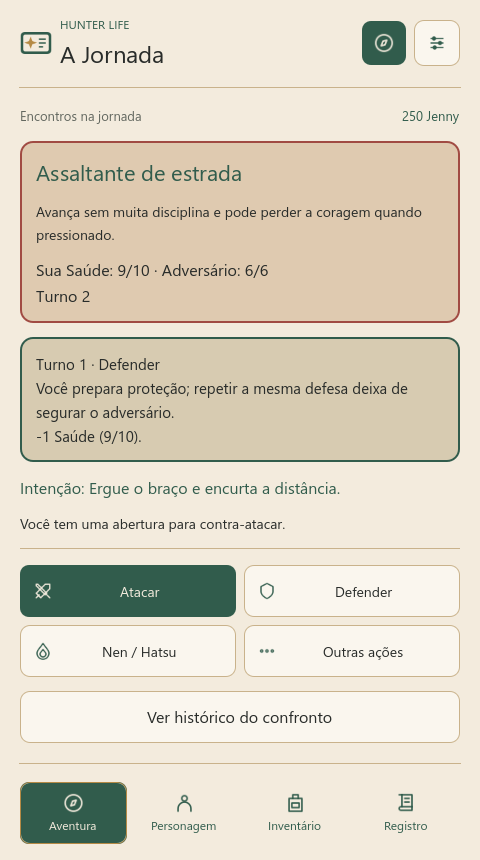 HUNTER LIFE
A Jornada
Encontros na jornada
250 Jenny
Assaltante de estrada
Avança sem muita disciplina e pode perder a coragem quando
pressionado.
Sua Saúde: 9/10 · Adversário: 6/6
Turno 2
Turno 1 · Defender
Você prepara proteção; repetir a mesma defesa deixa de
segurar o adversário.
-1 Saúde (9/10).
Intenção: Ergue o braço e encurta a distância.
Você tem uma abertura para contra-atacar.
Atacar
Defender
Nen / Hatsu
Outras ações
Ver histórico do confronto
Aventura
Personagem
Inventário
Registro